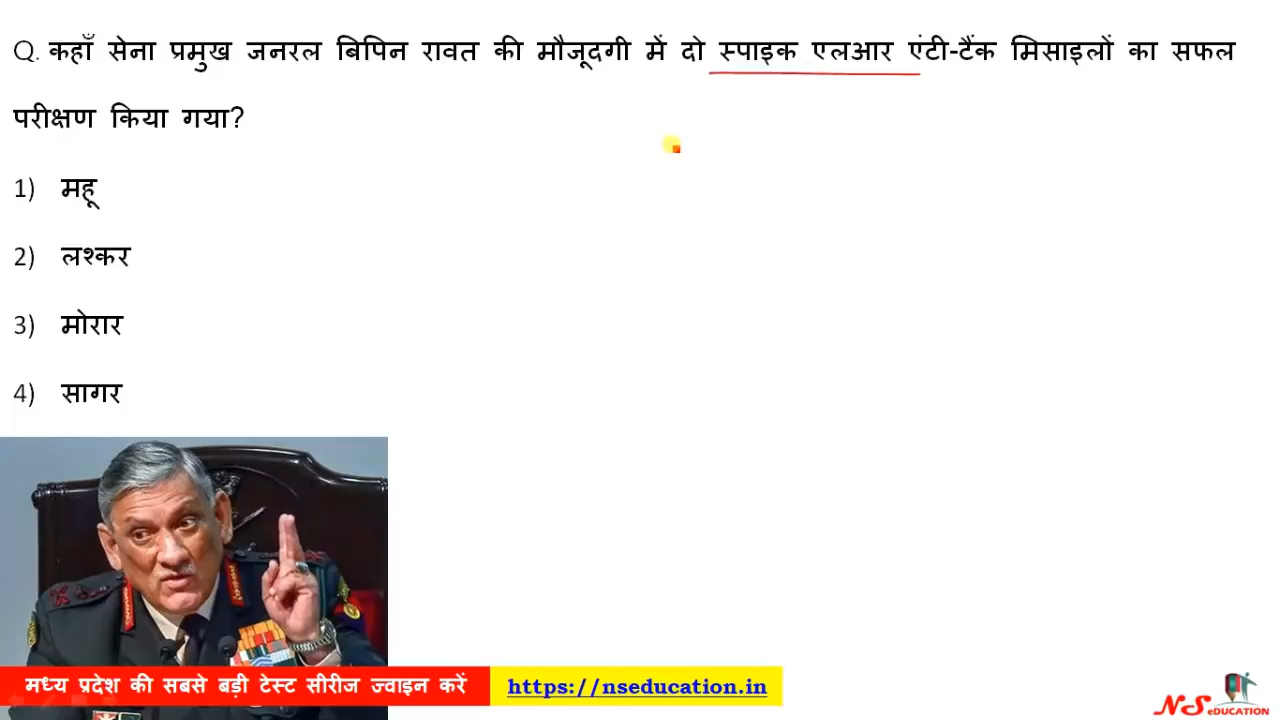 Q. कहाँ सेना प्रमुख जनरल बिपिन रावत की मौजूदगी में दो स्पाइक एलआर एंटी-टैंक मिसाइलों का सफल
परीक्षण किया गया?
1) महू
2) लश्कर
3) मोरार
4) सागर
मध्य प्रदेश की सबसे बड़ी टेस्ट सीरीज ज्वाइन करें https://nseducation.in
NS eDUCATION